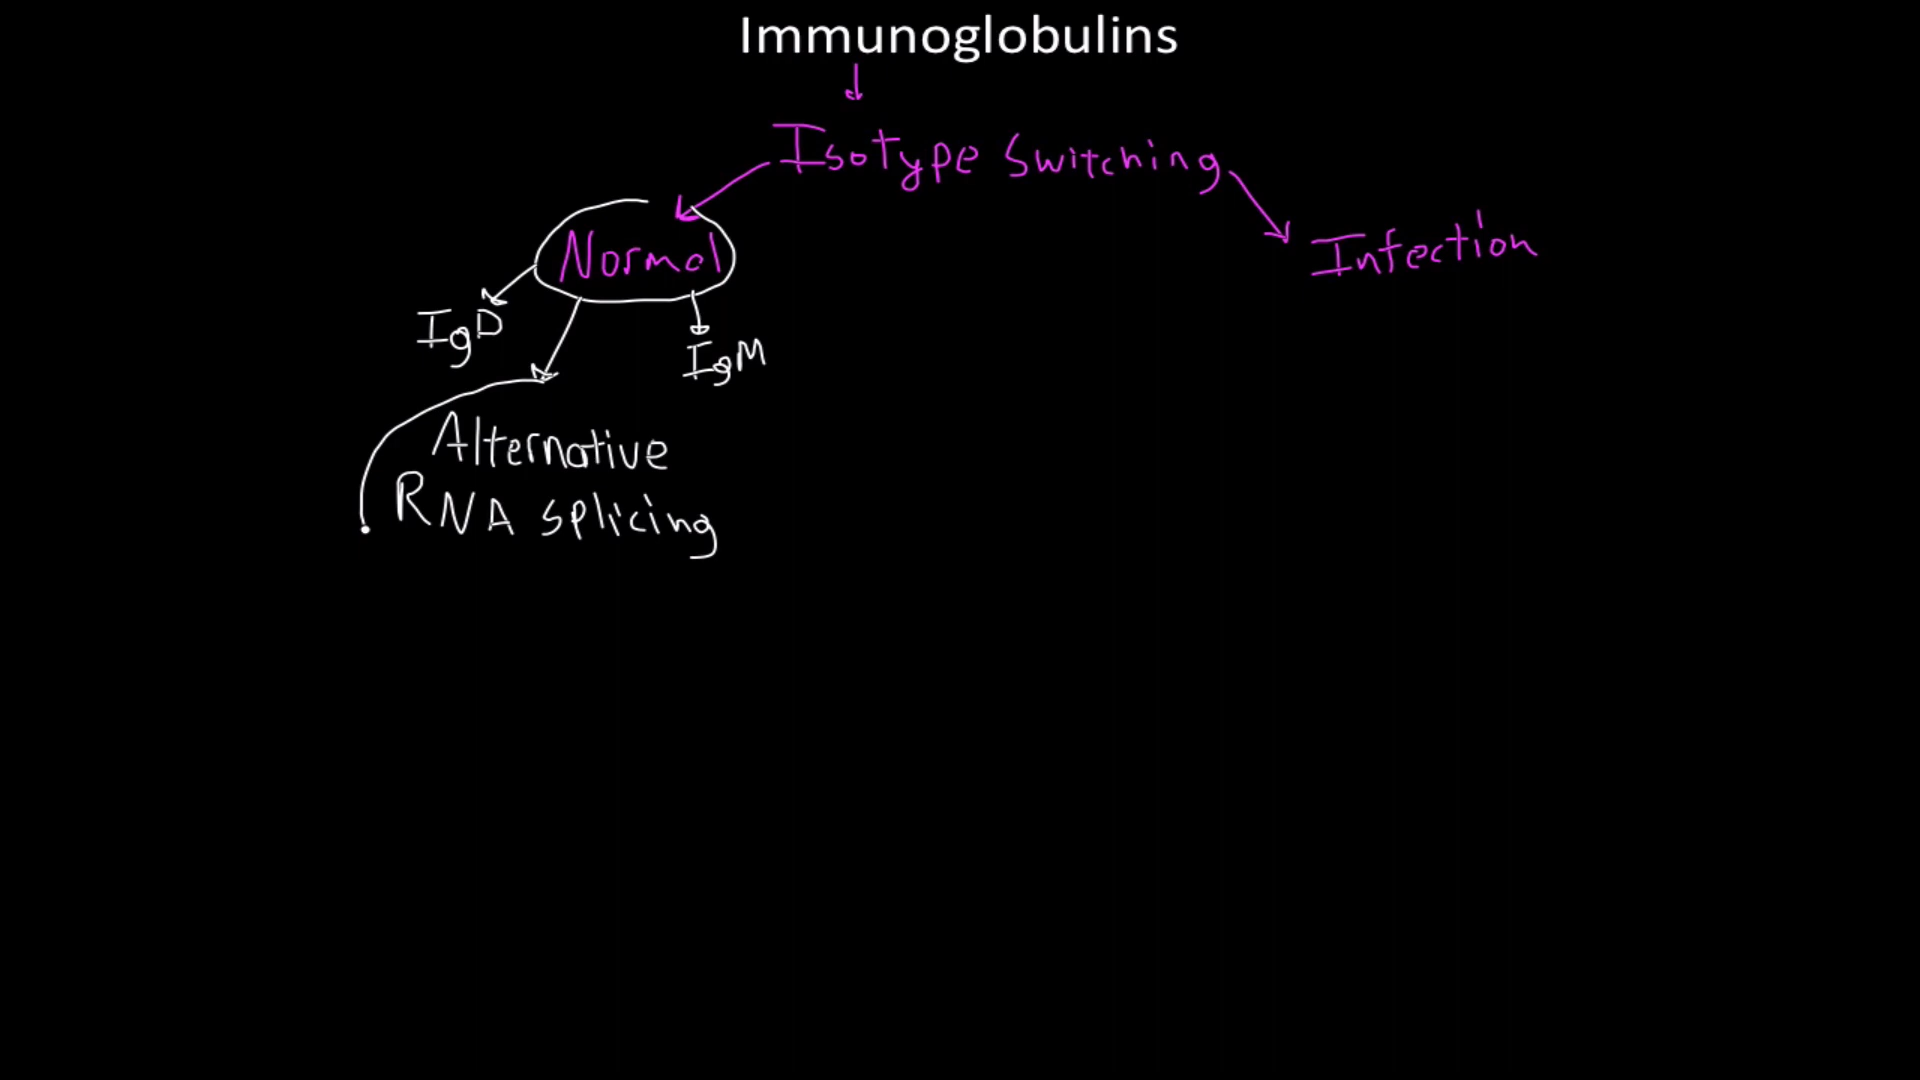 Immunoglobulins
Isotype Switching
Normal
Infection
IgD
IgM
Alternative
RNA splicing